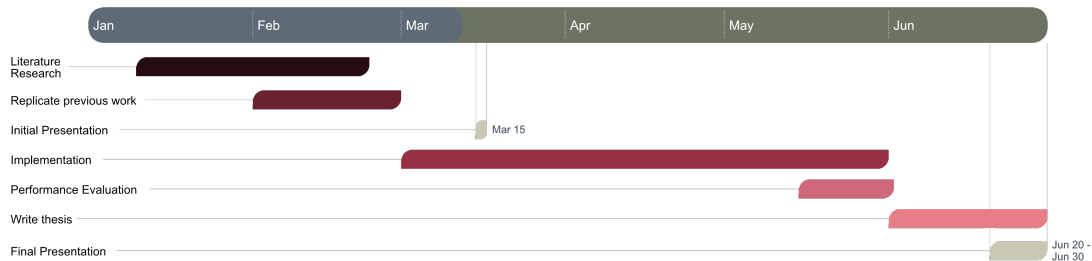 Jan Feb Mar Apr May Jun
Literature
Research
Replicate previous work
Initial Presentation Mar 15
Implementation
Performance Evaluation
Write thesis
Final Presentation Jun 20 -
Jun 30